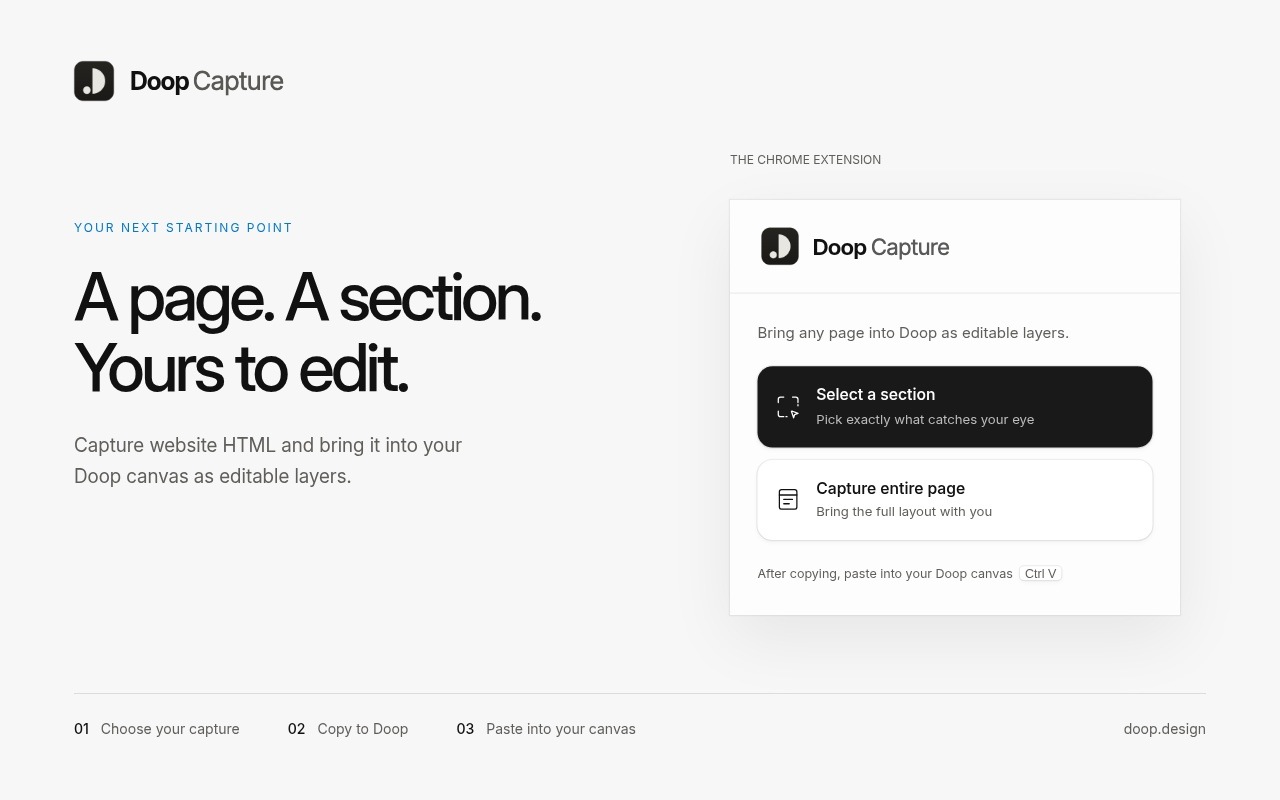 Doop Capture
YOUR NEXT STARTING POINT
A page. A section.
Yours to edit.
Capture website HTML and bring it into your
Doop canvas as editable layers.
THE CHROME EXTENSION
Doop Capture
Bring any page into Doop as editable layers.
Select a section
Pick exactly what catches your eye
Capture entire page
Bring the full layout with you
After copying, paste into your Doop canvas Ctrl V
01 Choose your capture 02 Copy to Doop 03 Paste into your canvas doop.design